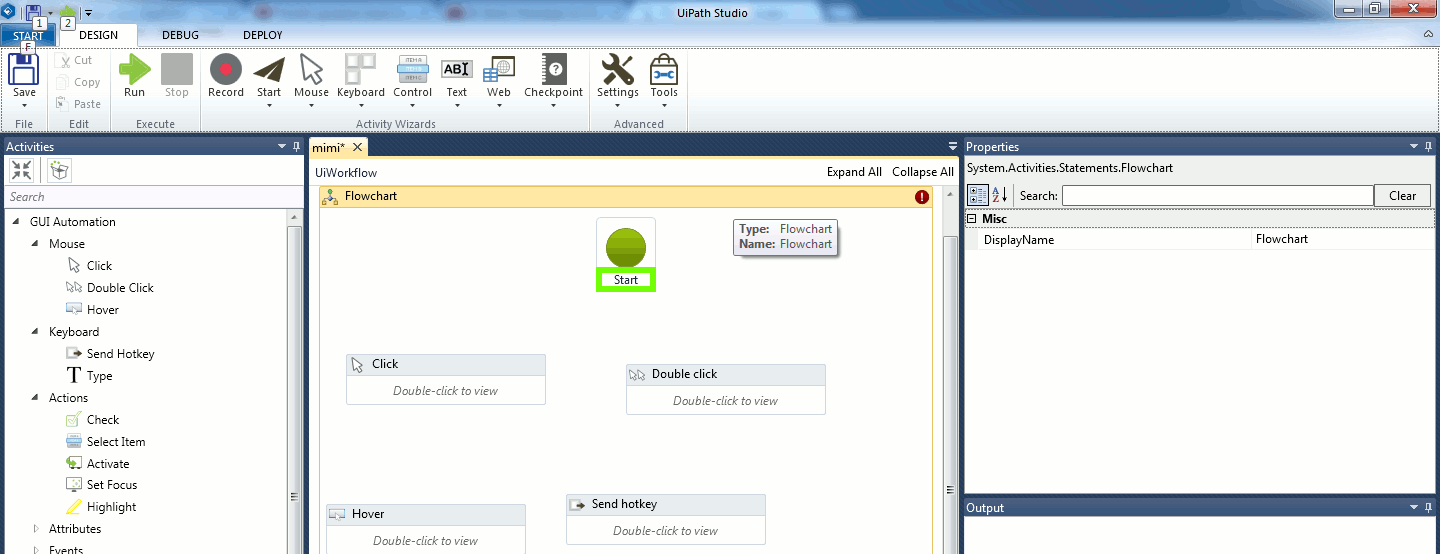 UiPath Studio
1 2
START DESIGN DEBUG DEPLOY
F
Cut
Copy
Paste
Save Run Stop Record Start Mouse Keyboard Control Text Web Checkpoint Settings Tools
ITEM A
ITEM B
ITEM C
AB
File Edit Execute Activity Wizards Advanced
Activities
Search
GUI Automation
Mouse
Click
Double Click
Hover
Keyboard
Send Hotkey
Type
Actions
Check
Select Item
Activate
Set Focus
Highlight
Attributes
Events
mimi*
UiWorkflow Expand All Collapse All
Flowchart
Start
Type: Flowchart
Name: Flowchart
Click
Double-click to view
Double click
Double-click to view
Hover
Double-click to view
Send hotkey
Double-click to view
Properties
System.Activities.Statements.Flowchart
Search: Clear
Misc
DisplayName Flowchart
Output